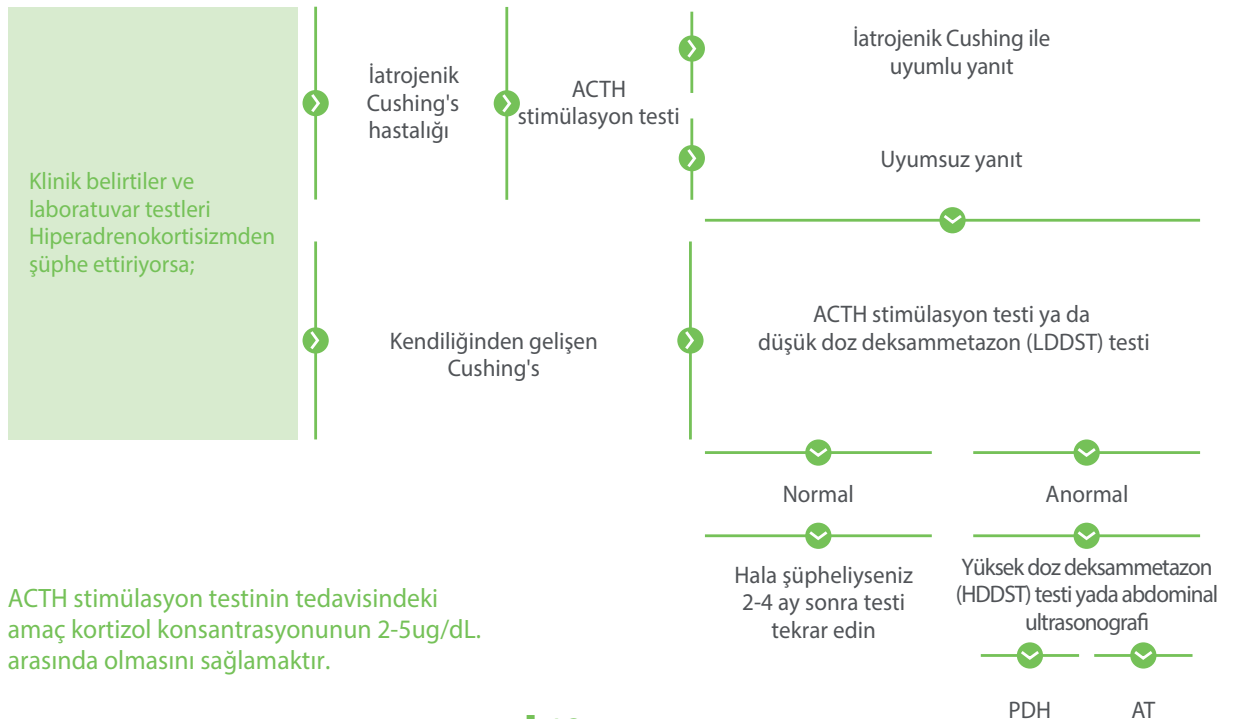 Klinik belirtiler ve
laboratuvar testleri
Hiperadrenokortisizmden
şüphe ettiriyorsa;
İatrojenik
Cushing's
hastalığı
ACTH
stimülasyon testi
İatrojenik Cushing ile
uyumlu yanıt
Uyumsuz yanıt
Kendiliğinden gelişen
Cushing's
ACTH stimülasyon testi ya da
düşük doz deksammetazon (LDDST) testi
Normal
Anormal
Hala şüpheliyseniz
2-4 ay sonra testi
tekrar edin
Yüksek doz deksammetazon
(HDDST) testi yada abdominal
ultrasonografi
PDH
AT
ACTH stimülasyon testinin tedavisindeki
amaç kortizol konsantrasyonunun 2-5ug/dL.
arasında olmasını sağlamaktır.